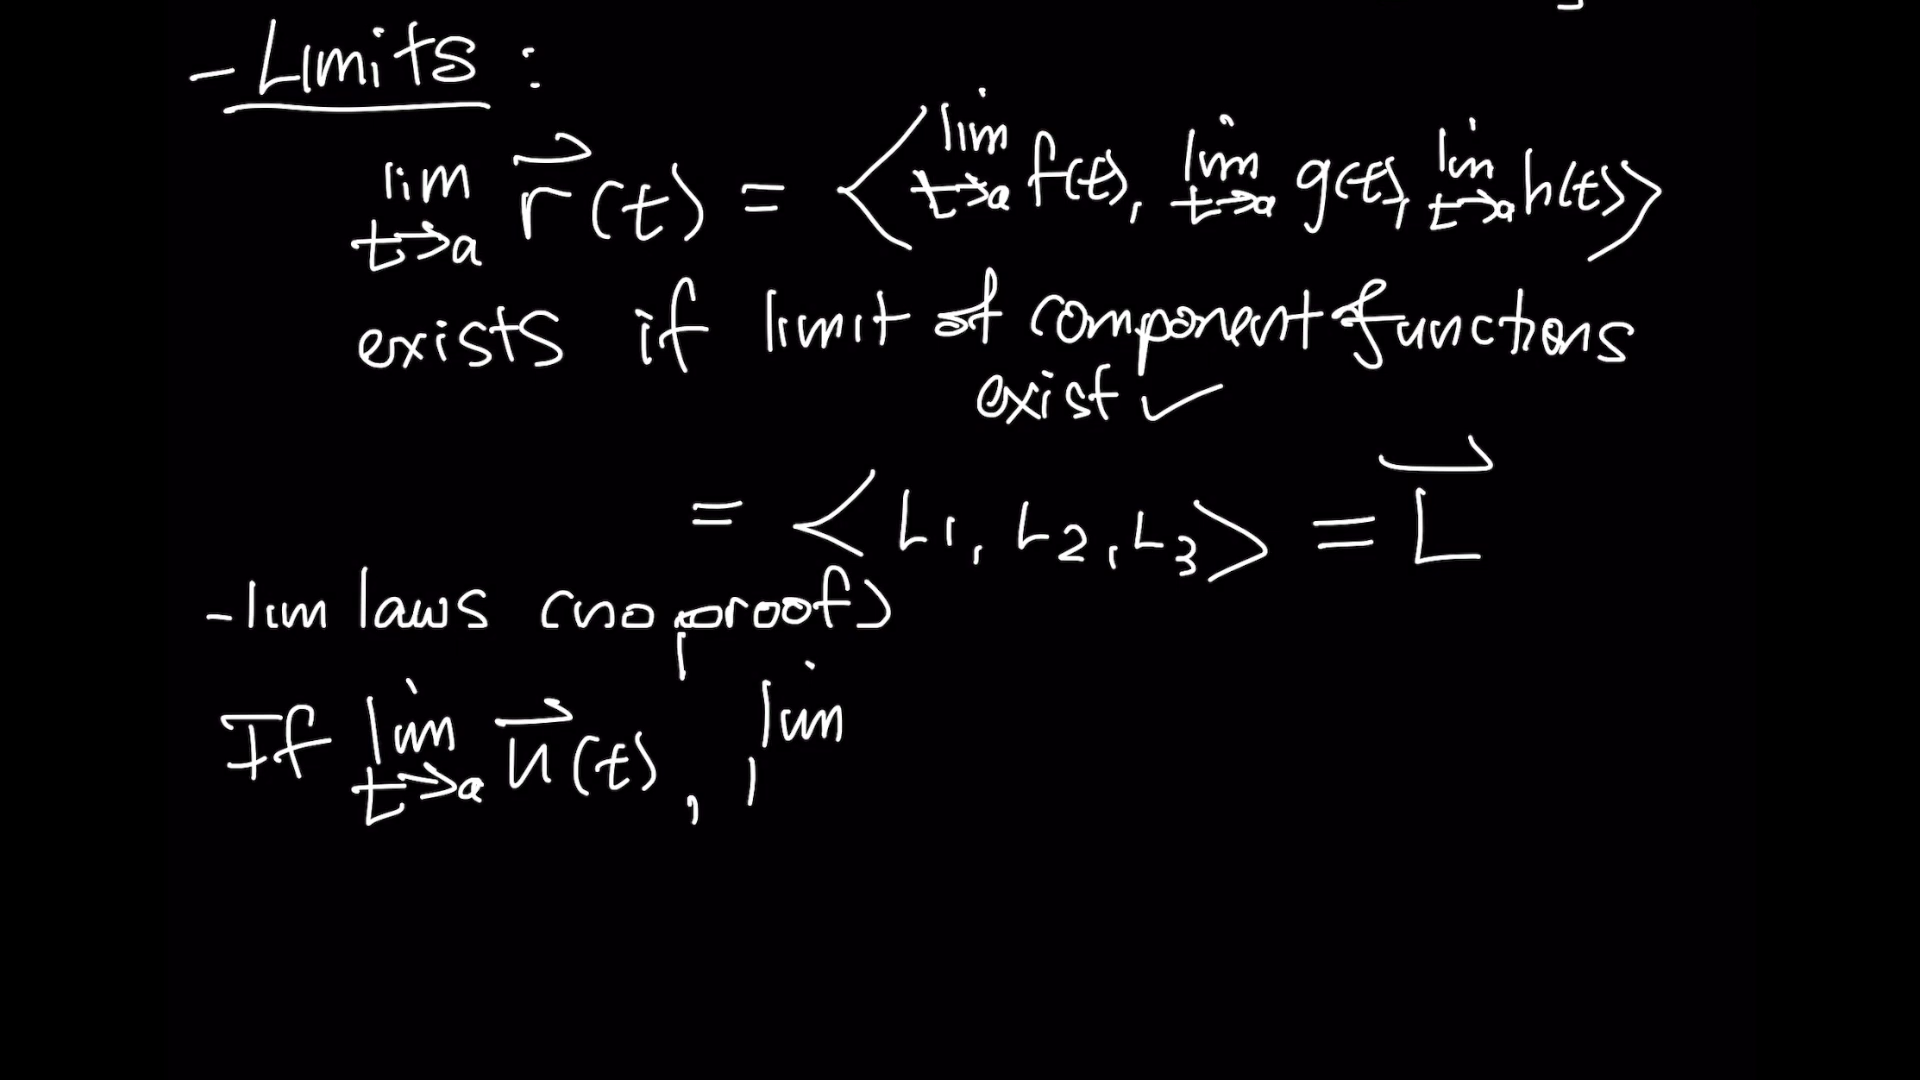 - Limits :
lim t→a r⃗(t) = ⟨ lim t→a f(t), lim t→a g(t), lim t→a h(t) ⟩
exists if limit of component functions
exist ✓
= ⟨ L1, L2, L3 ⟩ = L⃗
- lim laws (no proof)
If lim t→a u⃗(t), , lim